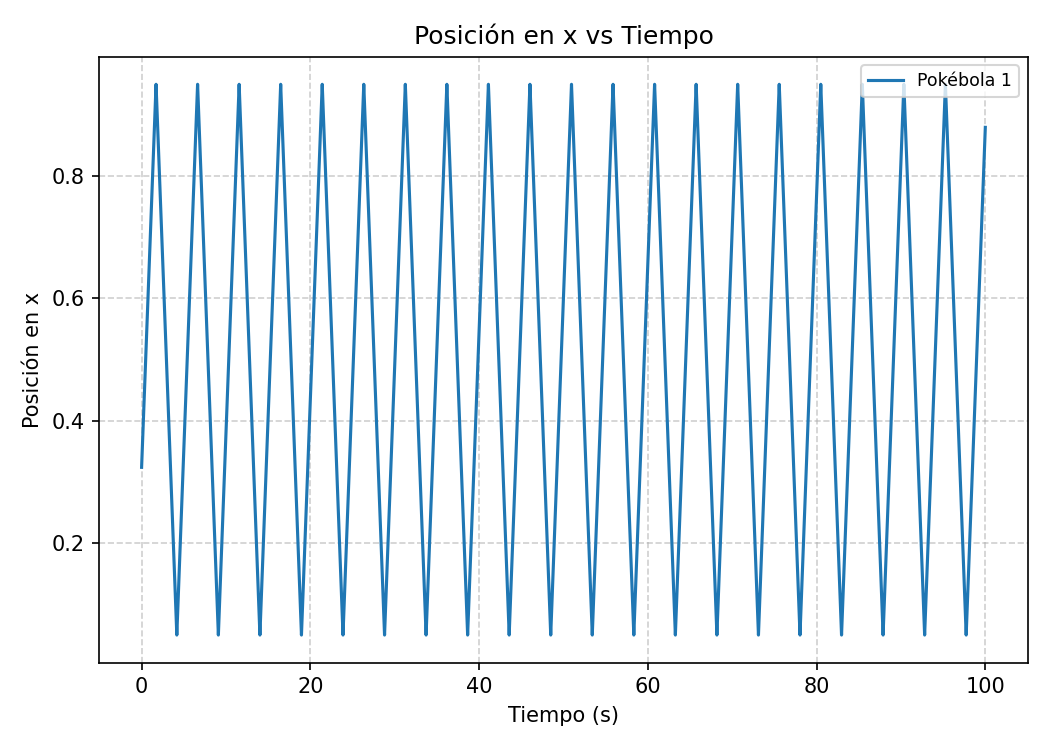 Posición en x vs Tiempo
Pokébola 1
Posición en x
0.8
0.6
0.4
0.2
0 20 40 60 80 100
Tiempo (s)